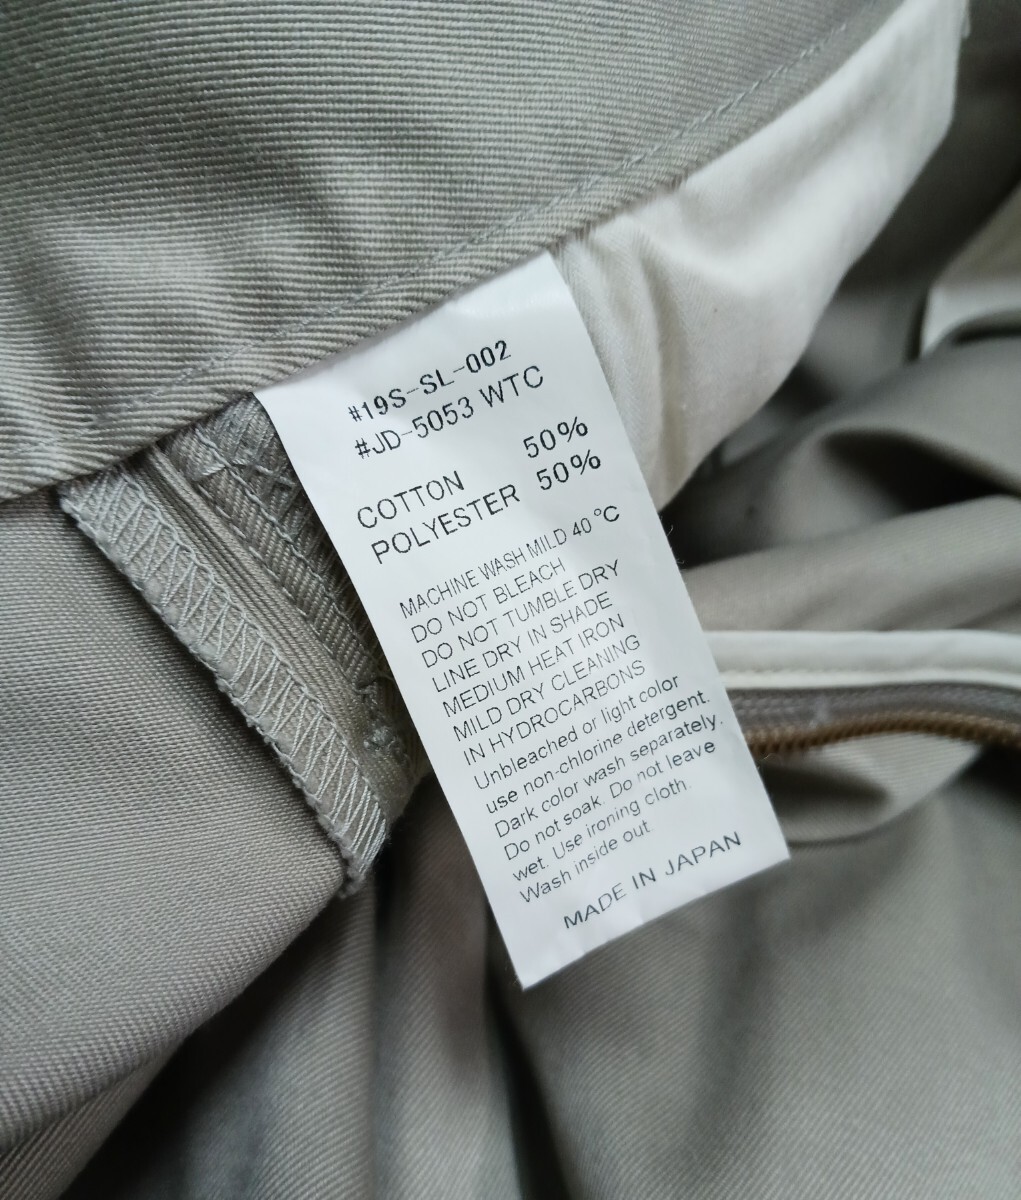 #19S-SL-002
#JD-5053 WTC
COTTON 50%
POLYESTER 50%
MACHINE WASH MILD 40 °C
DO NOT BLEACH
DO NOT TUMBLE DRY
LINE DRY IN SHADE
MEDIUM HEAT IRON
MILD DRY CLEANING
IN HYDROCARBONS
Unbleached or light color
use non-chlorine detergent.
Dark color wash separately.
Do not soak. Do not leave
wet. Use ironing cloth.
Wash inside out.
MADE IN JAPAN